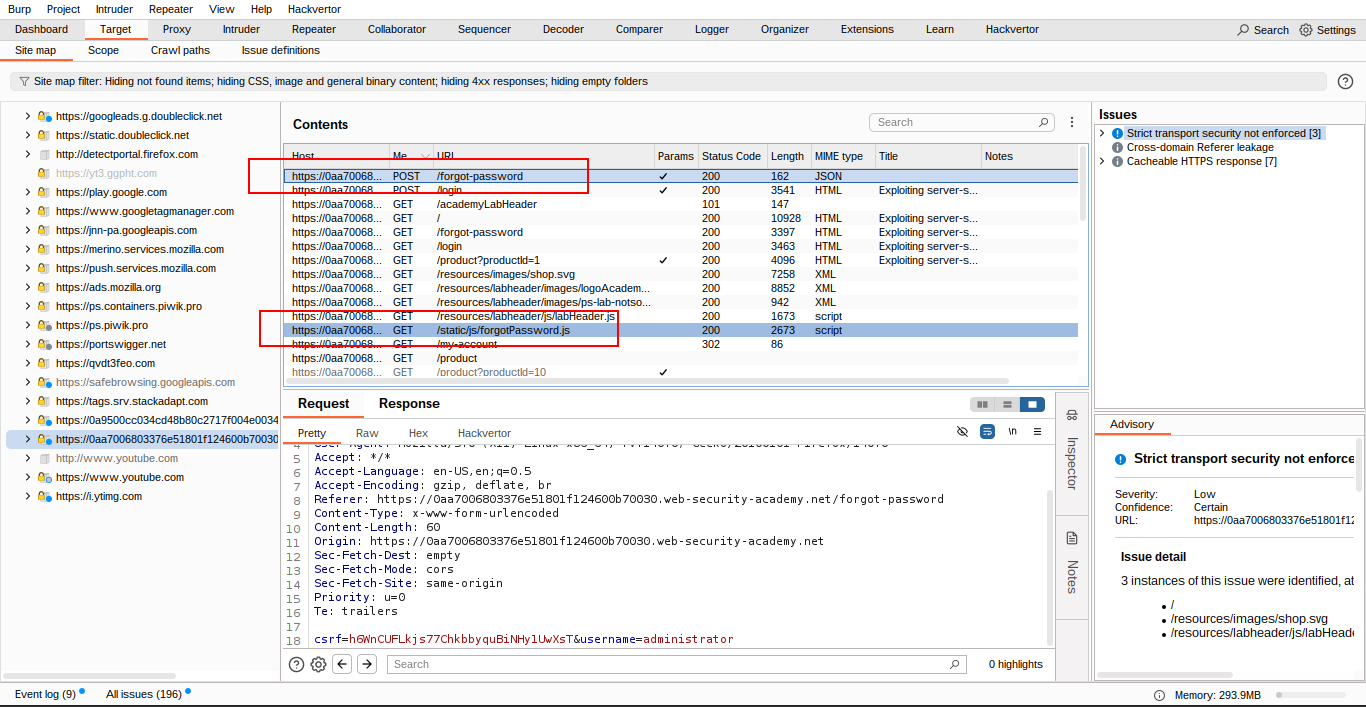 Burp Project Intruder Repeater View Help Hackvertor
Dashboard Target Proxy Intruder Repeater Collaborator Sequencer Decoder Comparer Logger Organizer Extensions Learn Hackvertor Search Settings
Site map Scope Crawl paths Issue definitions
Site map filter: Hiding not found items; hiding CSS, image and general binary content; hiding 4xx responses; hiding empty folders
https://googleads.g.doubleclick.net
https://static.doubleclick.net
http://detectportal.firefox.com
https://yt3.ggpht.com
https://play.google.com
https://www.googletagmanager.com
https://jnn-pa.googleapis.com
https://merino.services.mozilla.com
https://push.services.mozilla.com
https://ads.mozilla.org
https://ps.containers.piwik.pro
https://ps.piwik.pro
https://portswigger.net
https://qvdt3feo.com
https://safebrowsing.googleapis.com
https://tags.srv.stackadapt.com
https://0a9500cc034cd48b80c2717f004e0034
https://0aa7006803376e51801f124600b70030
http://www.youtube.com
https://www.youtube.com
https://i.ytimg.com
Contents
Search
Host Me... URL Params Status Code Length MIME type Title Notes
https://0aa70068... POST /forgot-password ✓ 200 162 JSON
https://0aa70068... POST /login ✓ 200 3541 HTML Exploiting server-s...
https://0aa70068... GET /academyLabHeader 101 147
https://0aa70068... GET / 200 10928 HTML Exploiting server-s...
https://0aa70068... GET /forgot-password 200 3397 HTML Exploiting server-s...
https://0aa70068... GET /login 200 3463 HTML Exploiting server-s...
https://0aa70068... GET /product?productId=1 ✓ 200 4096 HTML Exploiting server-s...
https://0aa70068... GET /resources/images/shop.svg 200 7258 XML
https://0aa70068... GET /resources/labheader/images/logoAcadem... 200 8852 XML
https://0aa70068... GET /resources/labheader/images/ps-lab-notso... 200 942 XML
https://0aa70068... GET /resources/labheader/js/labHeader.js 200 1673 script
https://0aa70068... GET /static/js/forgotPassword.js 200 2673 script
https://0aa70068... GET /my-account 302 86
https://0aa70068... GET /product
https://0aa70068... GET /product?productId=10 ✓
Request Response
Pretty Raw Hex Hackvertor
\n
5 Accept: */*
6 Accept-Language: en-US,en;q=0.5
7 Accept-Encoding: gzip, deflate, br
8 Referer: https://0aa7006803376e51801f124600b70030.web-security-academy.net/forgot-password
9 Content-Type: x-www-form-urlencoded
10 Content-Length: 60
11 Origin: https://0aa7006803376e51801f124600b70030.web-security-academy.net
12 Sec-Fetch-Dest: empty
13 Sec-Fetch-Mode: cors
14 Sec-Fetch-Site: same-origin
15 Priority: u=0
16 Te: trailers
17
18 csrf=h6WnCUFLkjs77ChkbbyquBiNHy1UwXsT&username=administrator
Search
0 highlights
Inspector
Notes
Issues
Strict transport security not enforced [3]
Cross-domain Referer leakage
Cacheable HTTPS response [7]
Advisory
Strict transport security not enforce
Severity: Low
Confidence: Certain
URL: https://0aa7006803376e51801f12
Issue detail
3 instances of this issue were identified, at
• /
• /resources/images/shop.svg
• /resources/labheader/js/labHeade
Event log (9) All issues (196) Memory: 293.9MB